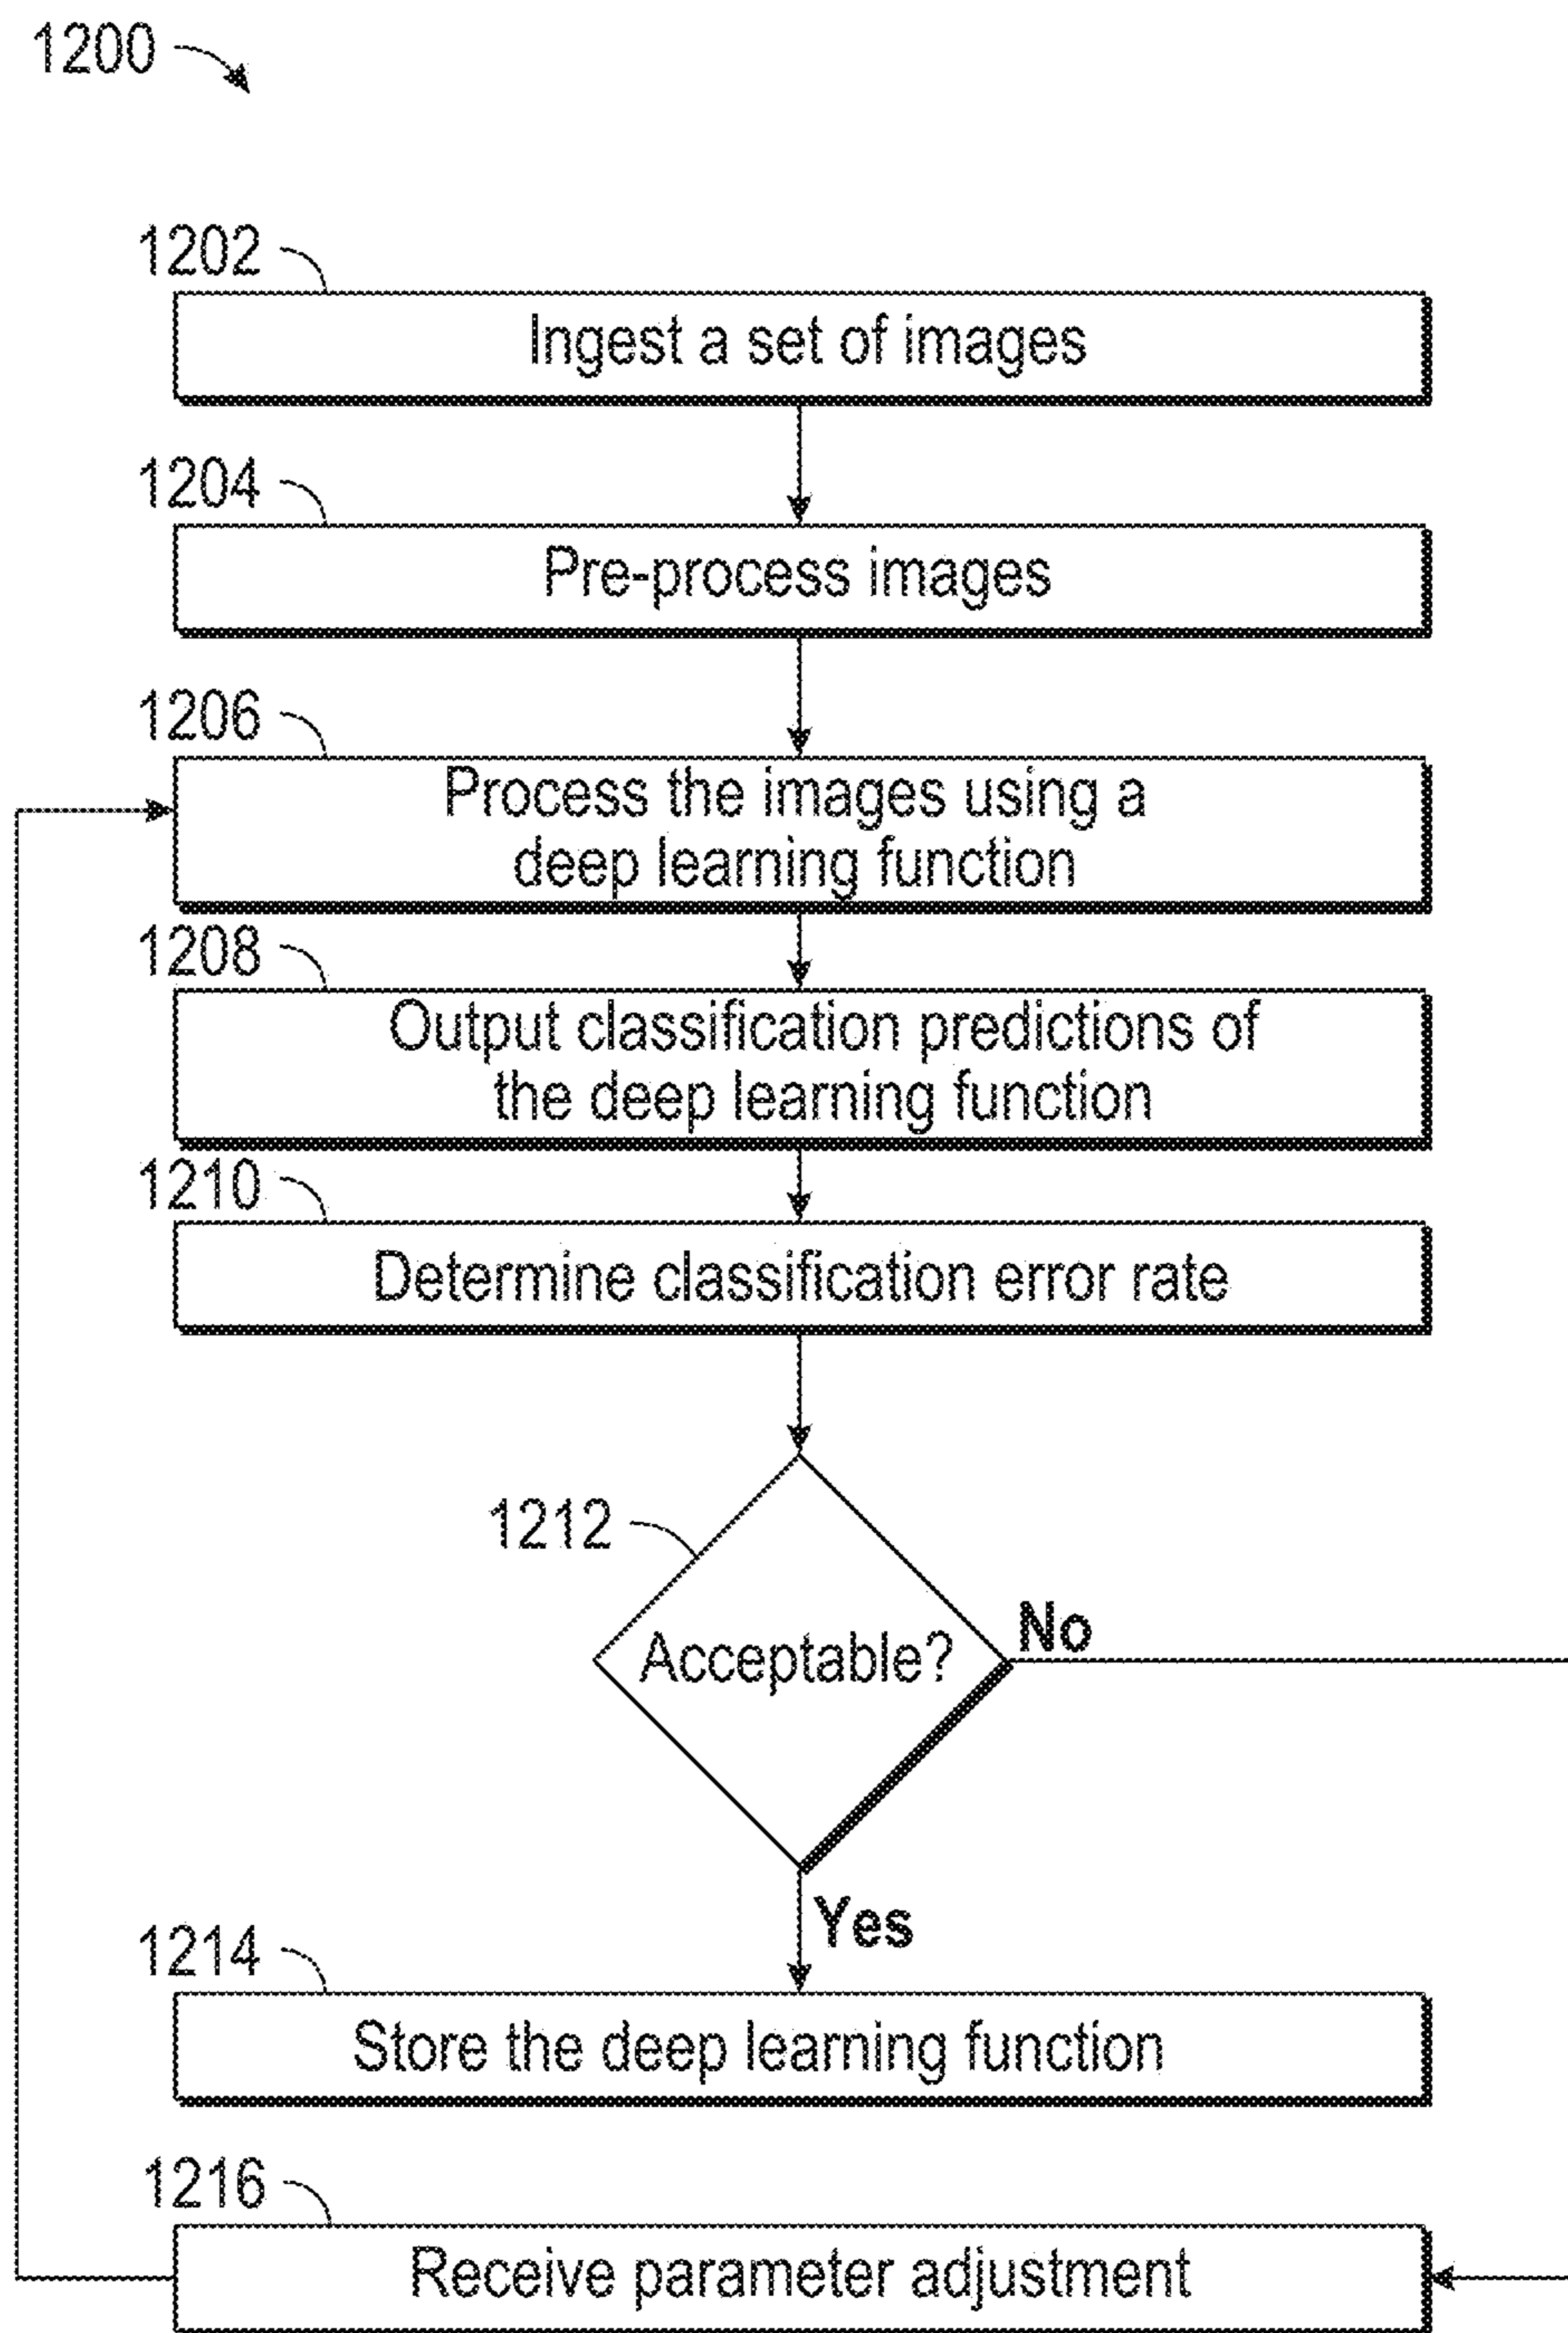 1200
1202
Ingest a set of images
1204
Pre-process images
1206
Process the images using a
deep learning function
1208
Output classification predictions of
the deep learning function
1210
Determine classification error rate
1212
Acceptable?
No
Yes
1214
Store the deep learning function
1216
Receive parameter adjustment